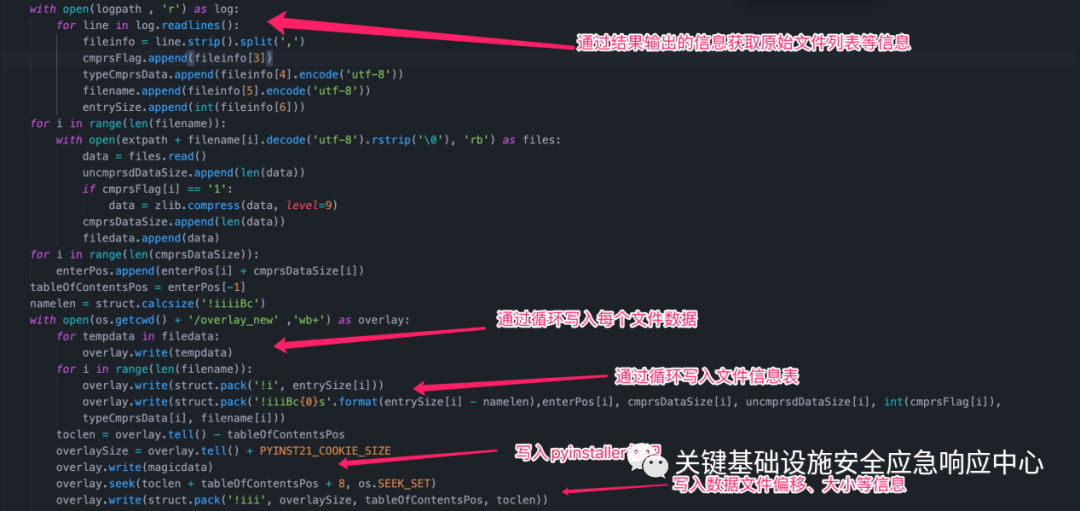 with open(logpath , 'r') as log:
for line in log.readlines():
fileinfo = line.strip().split(',')
通过结果输出的信息获取原始文件列表等信息
cmprsFlag.append(fileinfo[3])
typeCmprsData.append(fileinfo[4].encode('utf-8'))
filename.append(fileinfo[5].encode('utf-8'))
entrySize.append(int(fileinfo[6]))
for i in range(len(filename)):
with open(extpath + filename[i].decode('utf-8').rstrip('\0'), 'rb') as files:
data = files.read()
uncmprsdDataSize.append(len(data))
if cmprsFlag[i] == '1':
data = zlib.compress(data, level=9)
cmprsDataSize.append(len(data))
filedata.append(data)
for i in range(len(cmprsDataSize)):
enterPos.append(enterPos[i] + cmprsDataSize[i])
tableOfContentsPos = enterPos[-1]
namelen = struct.calcsize('!iiiiBc')
with open(os.getcwd() + '/overlay_new' ,'wb+') as overlay:
通过循环写入每个文件数据
for tempdata in filedata:
overlay.write(tempdata)
for i in range(len(filename)):
通过循环写入文件信息表
overlay.write(struct.pack('!i', entrySize[i]))
overlay.write(struct.pack('!iiiBc{0}s'.format(entrySize[i] - namelen),enterPos[i], cmprsDataSize[i], uncmprsdDataSize[i], int(cmprsFlag[i]),
typeCmprsData[i], filename[i]))
toclen = overlay.tell() - tableOfContentsPos
overlaySize = overlay.tell() + PYINST21_COOKIE_SIZE
写入pyinstaller
关键基础设施安全应急响应中心
overlay.write(magicdata)
overlay.seek(toclen + tableOfContentsPos + 8, os.SEEK_SET)
写入数据文件偏移、大小等信息
overlay.write(struct.pack('!iii', overlaySize, tableOfContentsPos, toclen))